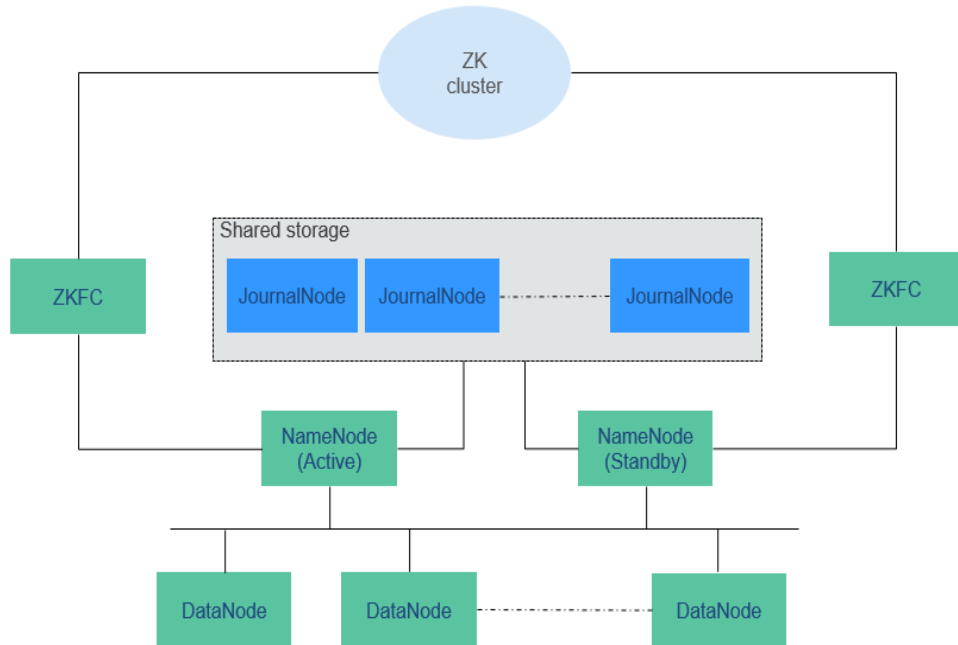 ZK
cluster
Shared storage
ZKFC
JournalNode
JournalNode
JournalNode
ZKFC
NameNode
(Active)
NameNode
(Standby)
DataNode
DataNode
DataNode